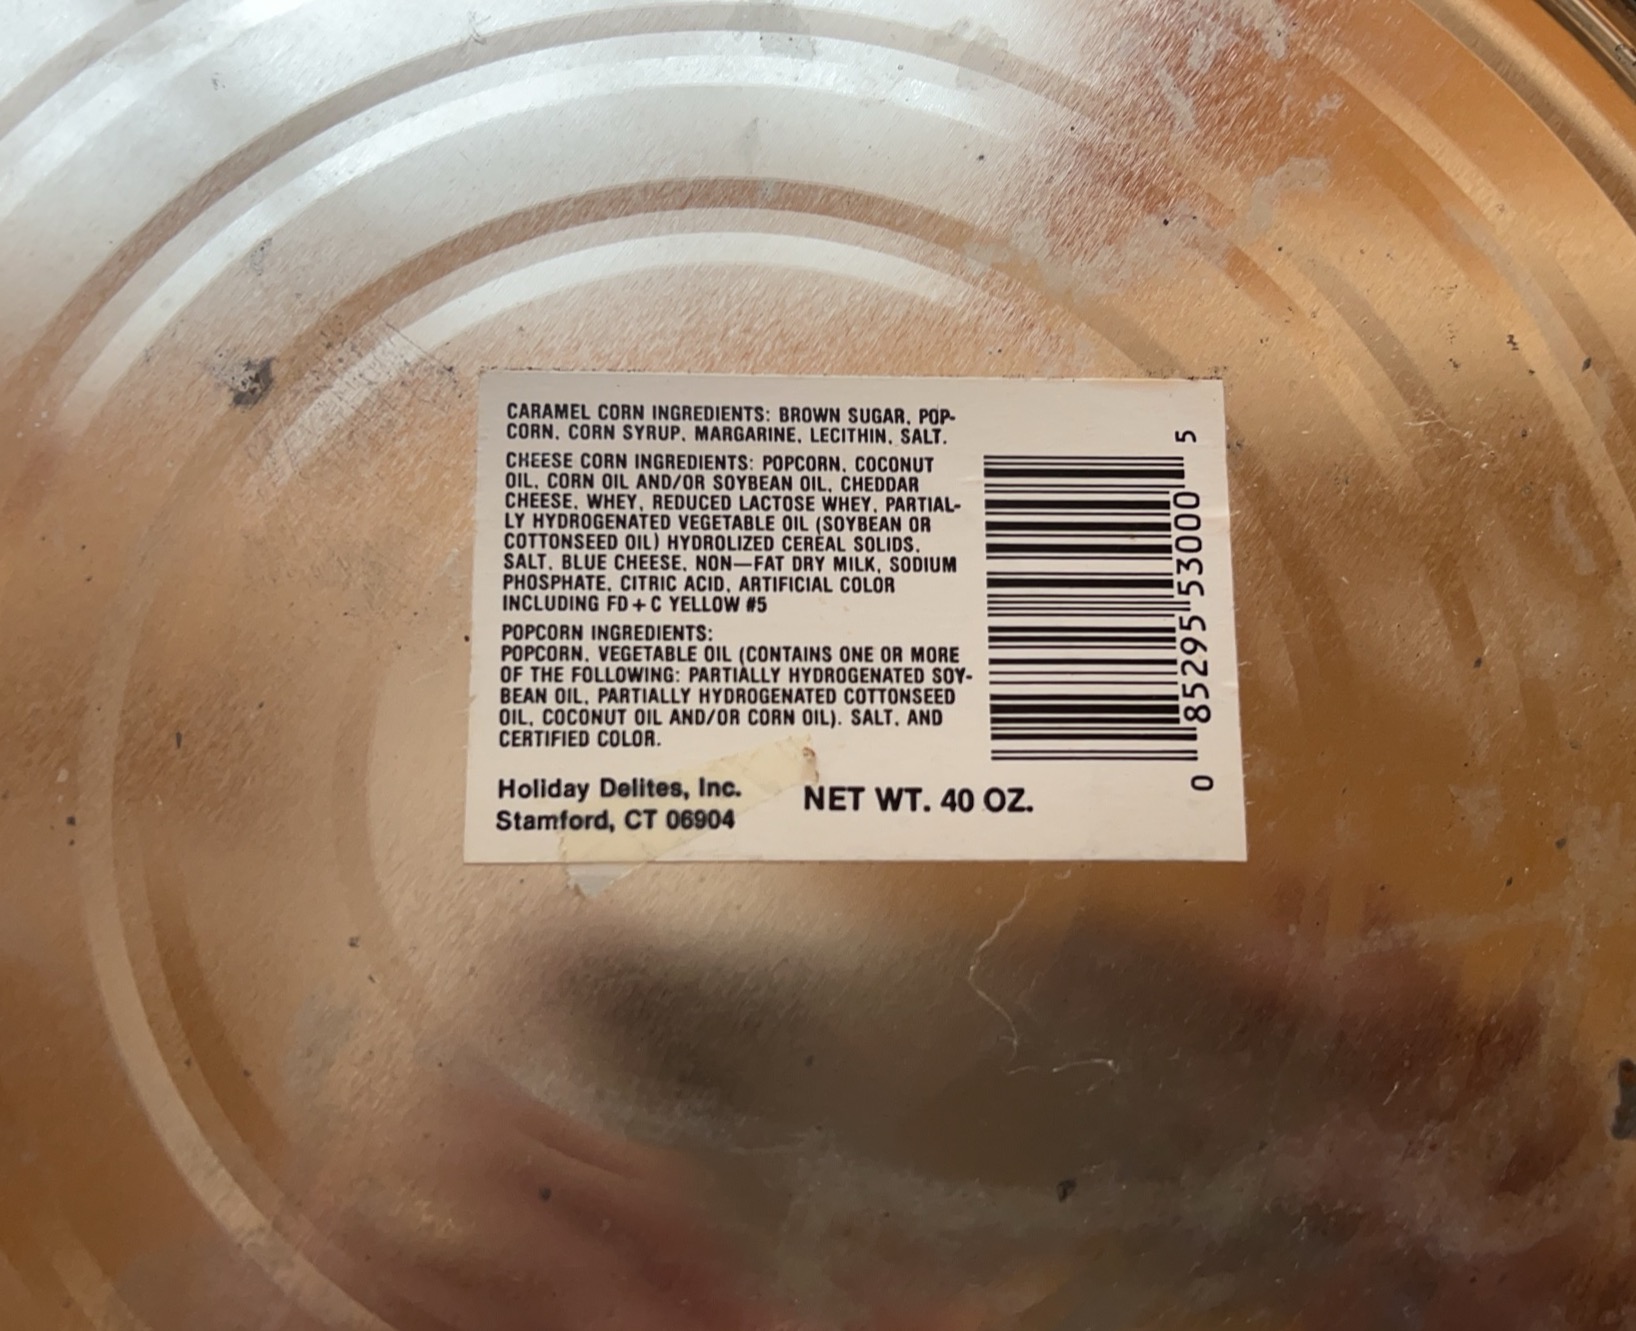 CARAMEL CORN INGREDIENTS: BROWN SUGAR, POP-
CORN, CORN SYRUP, MARGARINE, LECITHIN, SALT.
CHEESE CORN INGREDIENTS: POPCORN, COCONUT
OIL, CORN OIL AND/OR SOYBEAN OIL, CHEDDAR
CHEESE, WHEY, REDUCED LACTOSE WHEY, PARTIAL-
LY HYDROGENATED VEGETABLE OIL (SOYBEAN OR
COTTONSEED OIL) HYDROLIZED CEREAL SOLIDS,
SALT, BLUE CHEESE, NON—FAT DRY MILK, SODIUM
PHOSPHATE, CITRIC ACID, ARTIFICIAL COLOR
INCLUDING FD+C YELLOW #5
POPCORN INGREDIENTS:
POPCORN, VEGETABLE OIL (CONTAINS ONE OR MORE
OF THE FOLLOWING: PARTIALLY HYDROGENATED SOY-
BEAN OIL, PARTIALLY HYDROGENATED COTTONSEED
OIL, COCONUT OIL AND/OR CORN OIL). SALT, AND
CERTIFIED COLOR.
Holiday Delites, Inc.
Stamford, CT 06904
NET WT. 40 OZ.
0 85295 53000 5